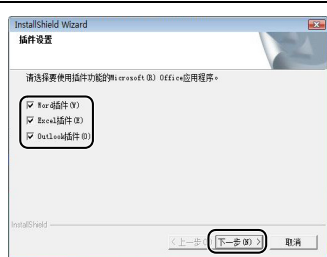 InstallShield Wizard
插件设置
请选择要使用插件功能的Microsoft(R) Office应用程序。
Word插件(W)
Excel插件(E)
Outlook插件(O)
InstallShield
<上一步(B) 下一步(N) > 取消